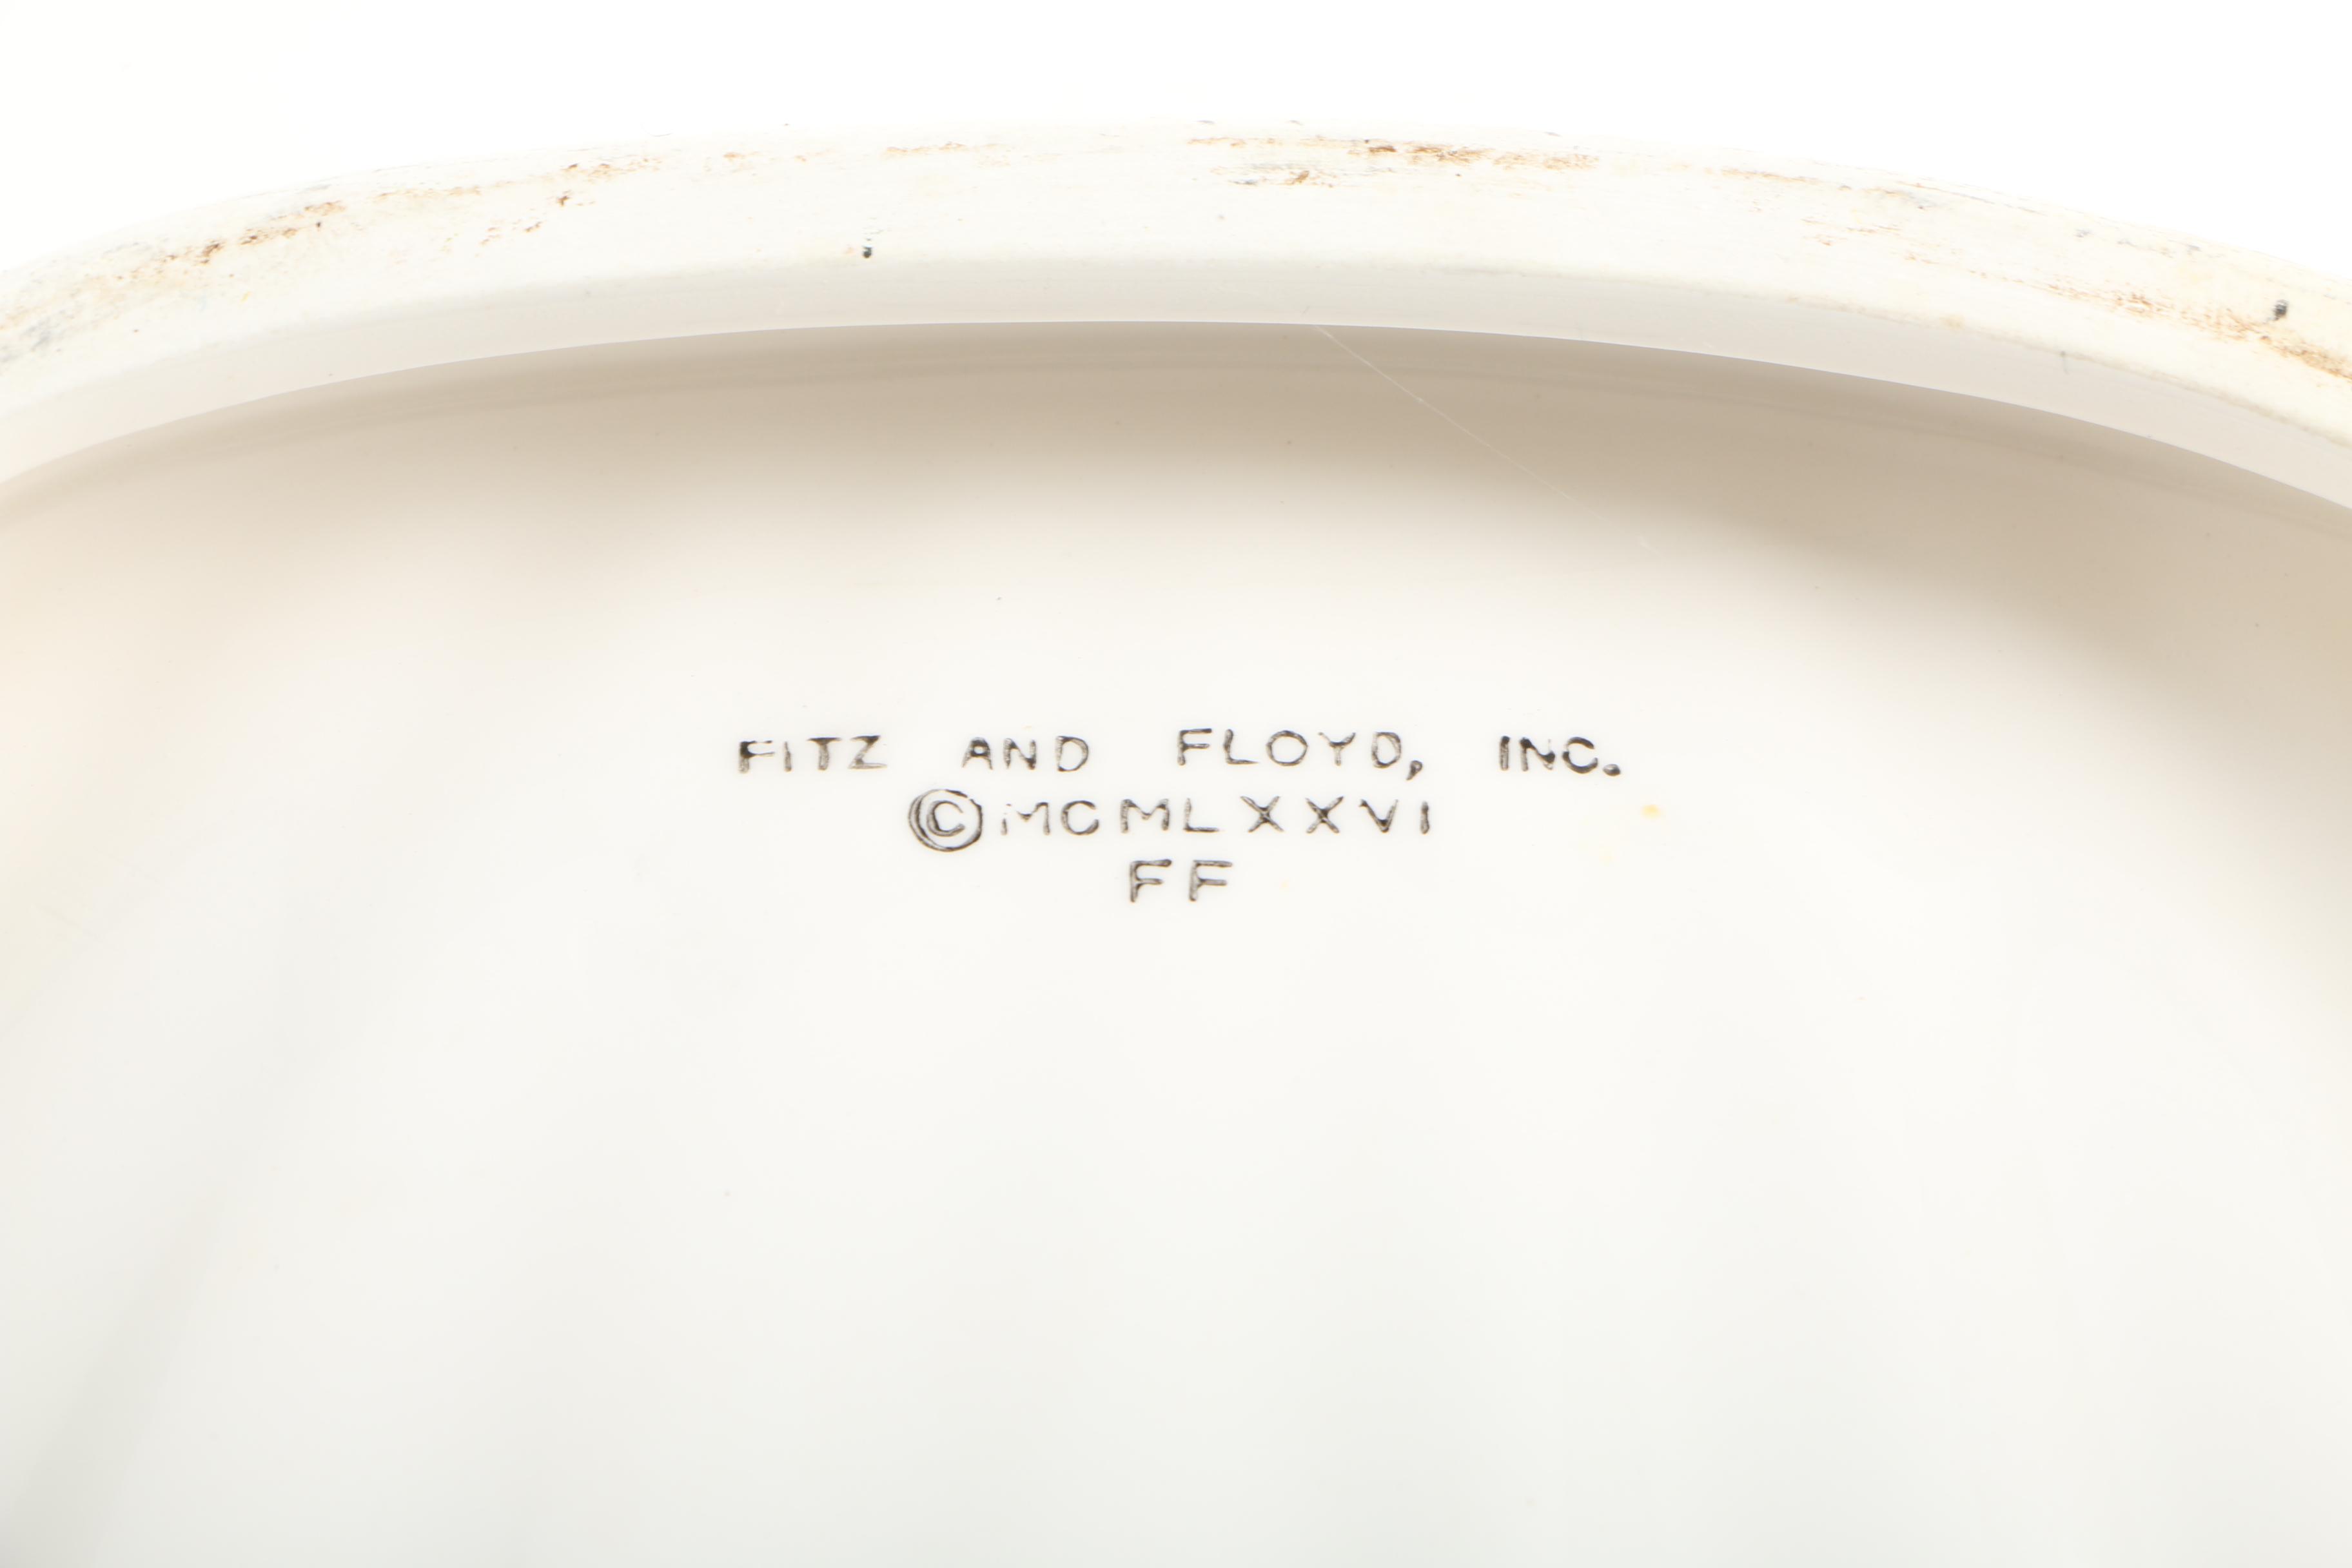 FITZ AND FLOYD, INC.
©MCMLXXVI
FF